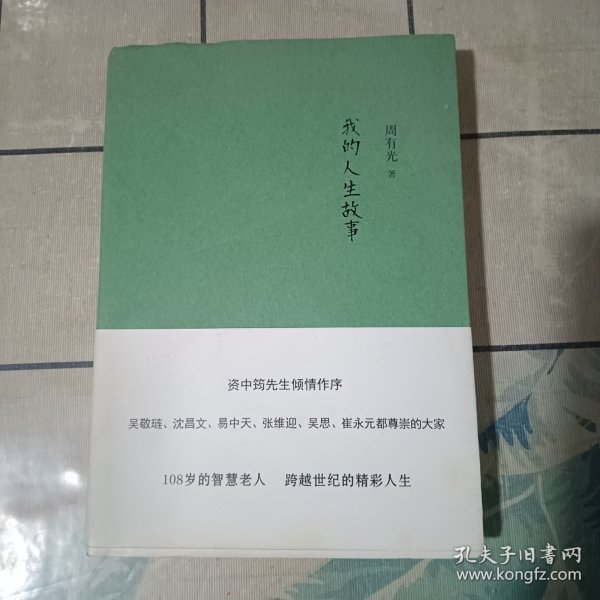 我的人生故事
周有光 著
资中筠先生倾情作序
吴敬琏、沈昌文、易中天、张维迎、吴思、崔永元都尊崇的大家
108岁的智慧老人 跨越世纪的精彩人生
孔夫子旧书网
www.kongfz.com